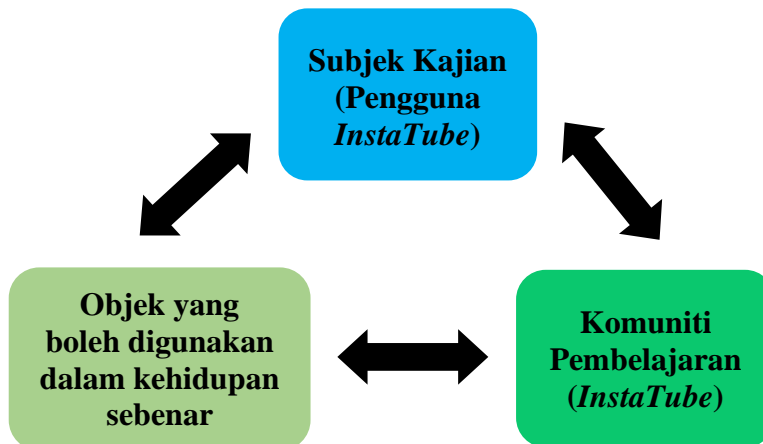 Subjek Kajian
(Pengguna
InstaTube)
Objek yang
boleh digunakan
dalam kehidupan
sebenar
Komuniti
Pembelajaran
(InstaTube)